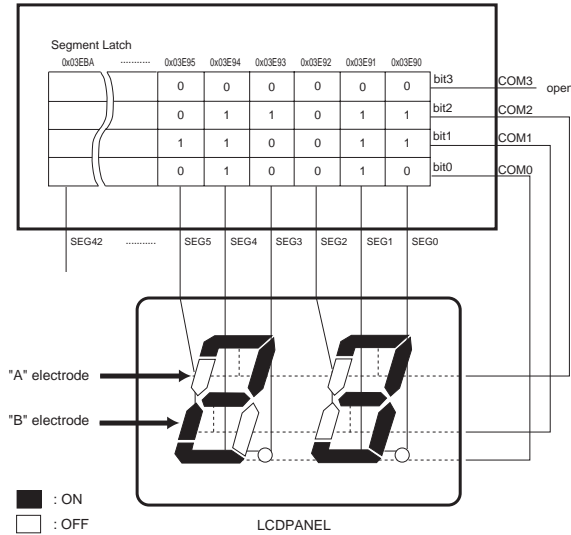 Segment Latch
0x03EBA ............ 0x03E95 0x03E94 0x03E93 0x03E92 0x03E91 0x03E90
0 0 0 0 0 0 bit3 COM3 open
0 1 1 0 1 1 bit2 COM2
1 1 0 0 1 1 bit1 COM1
0 1 0 0 1 0 bit0 COM0
SEG42 ............ SEG5 SEG4 SEG3 SEG2 SEG1 SEG0
"A" electrode
"B" electrode
: ON
: OFF
LCDPANEL